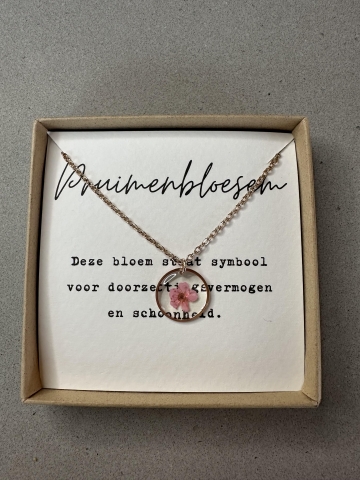 Pruimenbloesem
Deze bloem staat symbool
voor doorzettingsvermogen
en schoonheid.